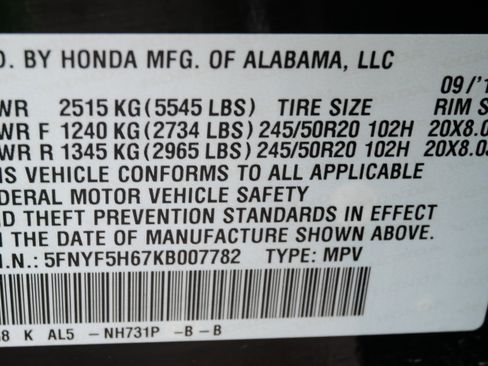 D. BY HONDA MFG. OF ALABAMA, LLC
09/'1
WR 2515 KG (5545 LBS) TIRE SIZE RIM S
WR F 1240 KG (2734 LBS) 245/50R20 102H 20X8.0
WR R 1345 KG (2965 LBS) 245/50R20 102H 20X8.0
IS VEHICLE CONFORMS TO ALL APPLICABLE
DERAL MOTOR VEHICLE SAFETY
D THEFT PREVENTION STANDARDS IN EFFECT
THE DATE OF MANUFACTURE SHOWN ABOVE.
I.N.: 5FNYF5H67KB007782 TYPE: MPV
8 K AL5 -NH731P -B-B